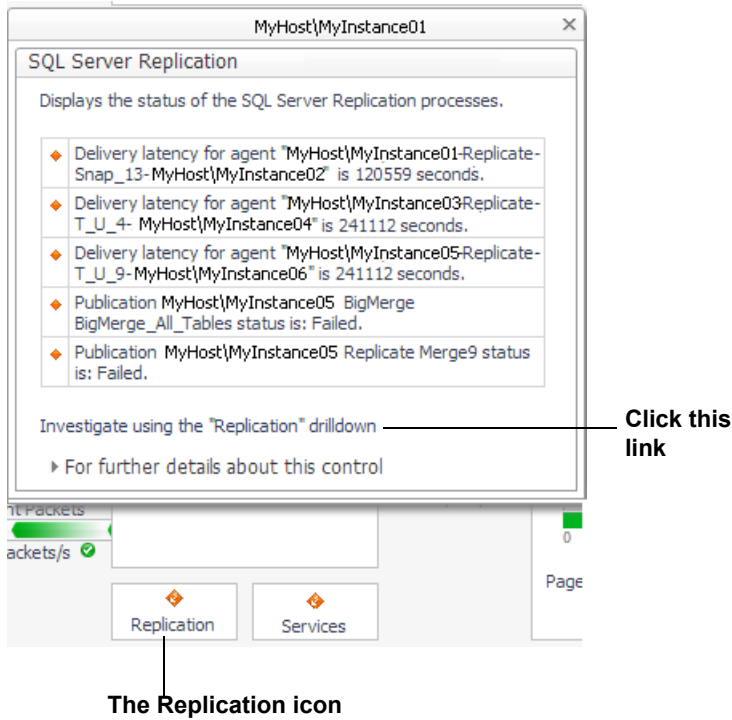 MyHost\MyInstance01
SQL Server Replication
Displays the status of the SQL Server Replication processes.
Delivery latency for agent "MyHost\MyInstance01-Replicate-
Snap_13-MyHost\MyInstance02" is 120559 seconds.
Delivery latency for agent "MyHost\MyInstance03Replicate-
T_U_4- MyHost\MyInstance04" is 241112 seconds.
Delivery latency for agent "MyHost\MyInstance05-Replicate-
T_U_9-MyHost\MyInstance06" is 241112 seconds.
Publication MyHost\MyInstance05 BigMerge
BigMerge_All_Tables status is: Failed.
Publication MyHost\MyInstance05 Replicate Merge9 status
is: Failed.
Investigate using the "Replication" drilldown
Click this
link
For further details about this control
nt Packets
ackets/s
0
Page
Replication
Services
The Replication icon